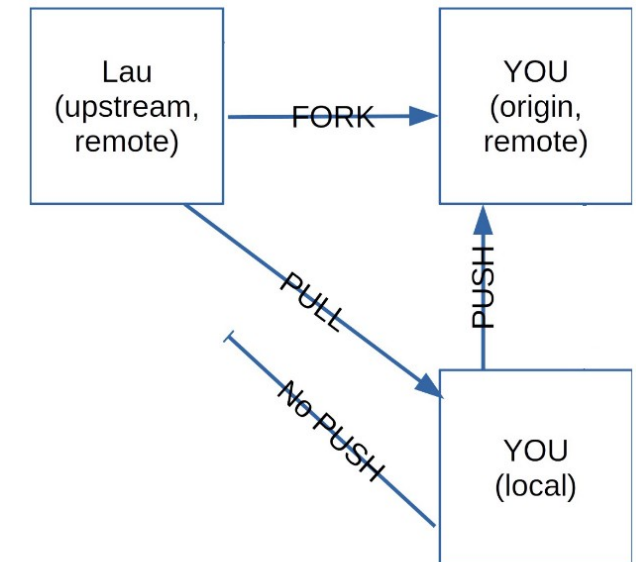 Lau
(upstream,
remote)
FORK
YOU
(origin,
remote)
PULL
PUSH
No PUSH
YOU
(local)